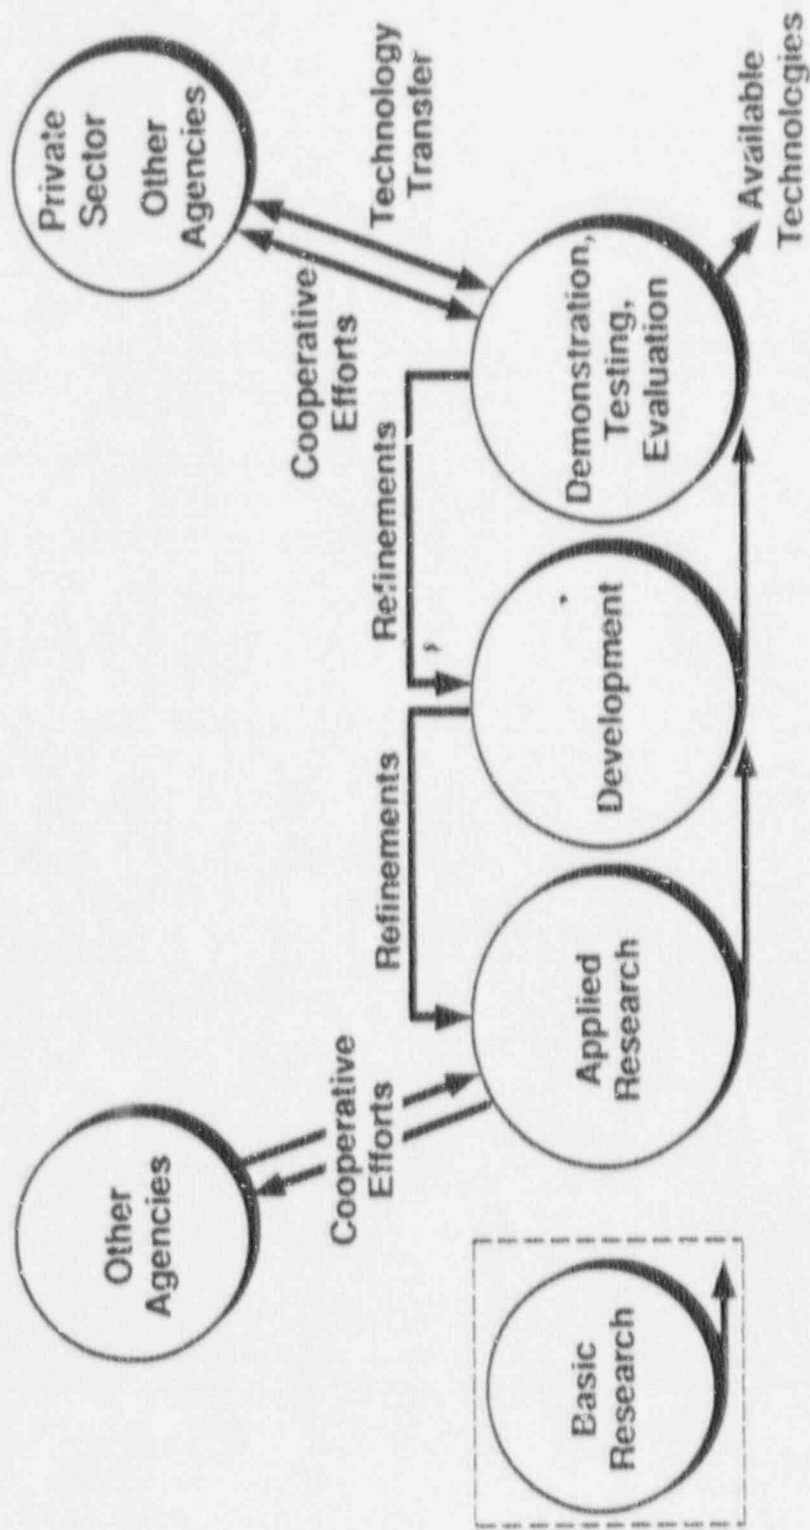 Other
Agencies
Private
Sector
Other
Agencies
Cooperative
Efforts
Cooperative
Efforts
Technology
Transfer
Refinements
Refinements
Basic
Research
Applied
Research
Development
Demonstration,
Testing,
Evaluation
Available
Technologies